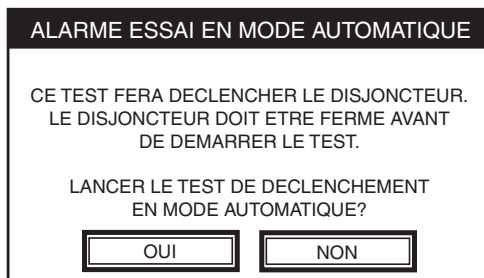 ALARME ESSAI EN MODE AUTOMATIQUE
CE TEST FERA DECLENCHER LE DISJONCTEUR.
LE DISJONCTEUR DOIT ETRE FERME AVANT
DE DEMARRER LE TEST.
LANCER LE TEST DE DECLENCHEMENT
EN MODE AUTOMATIQUE?
OUI NON